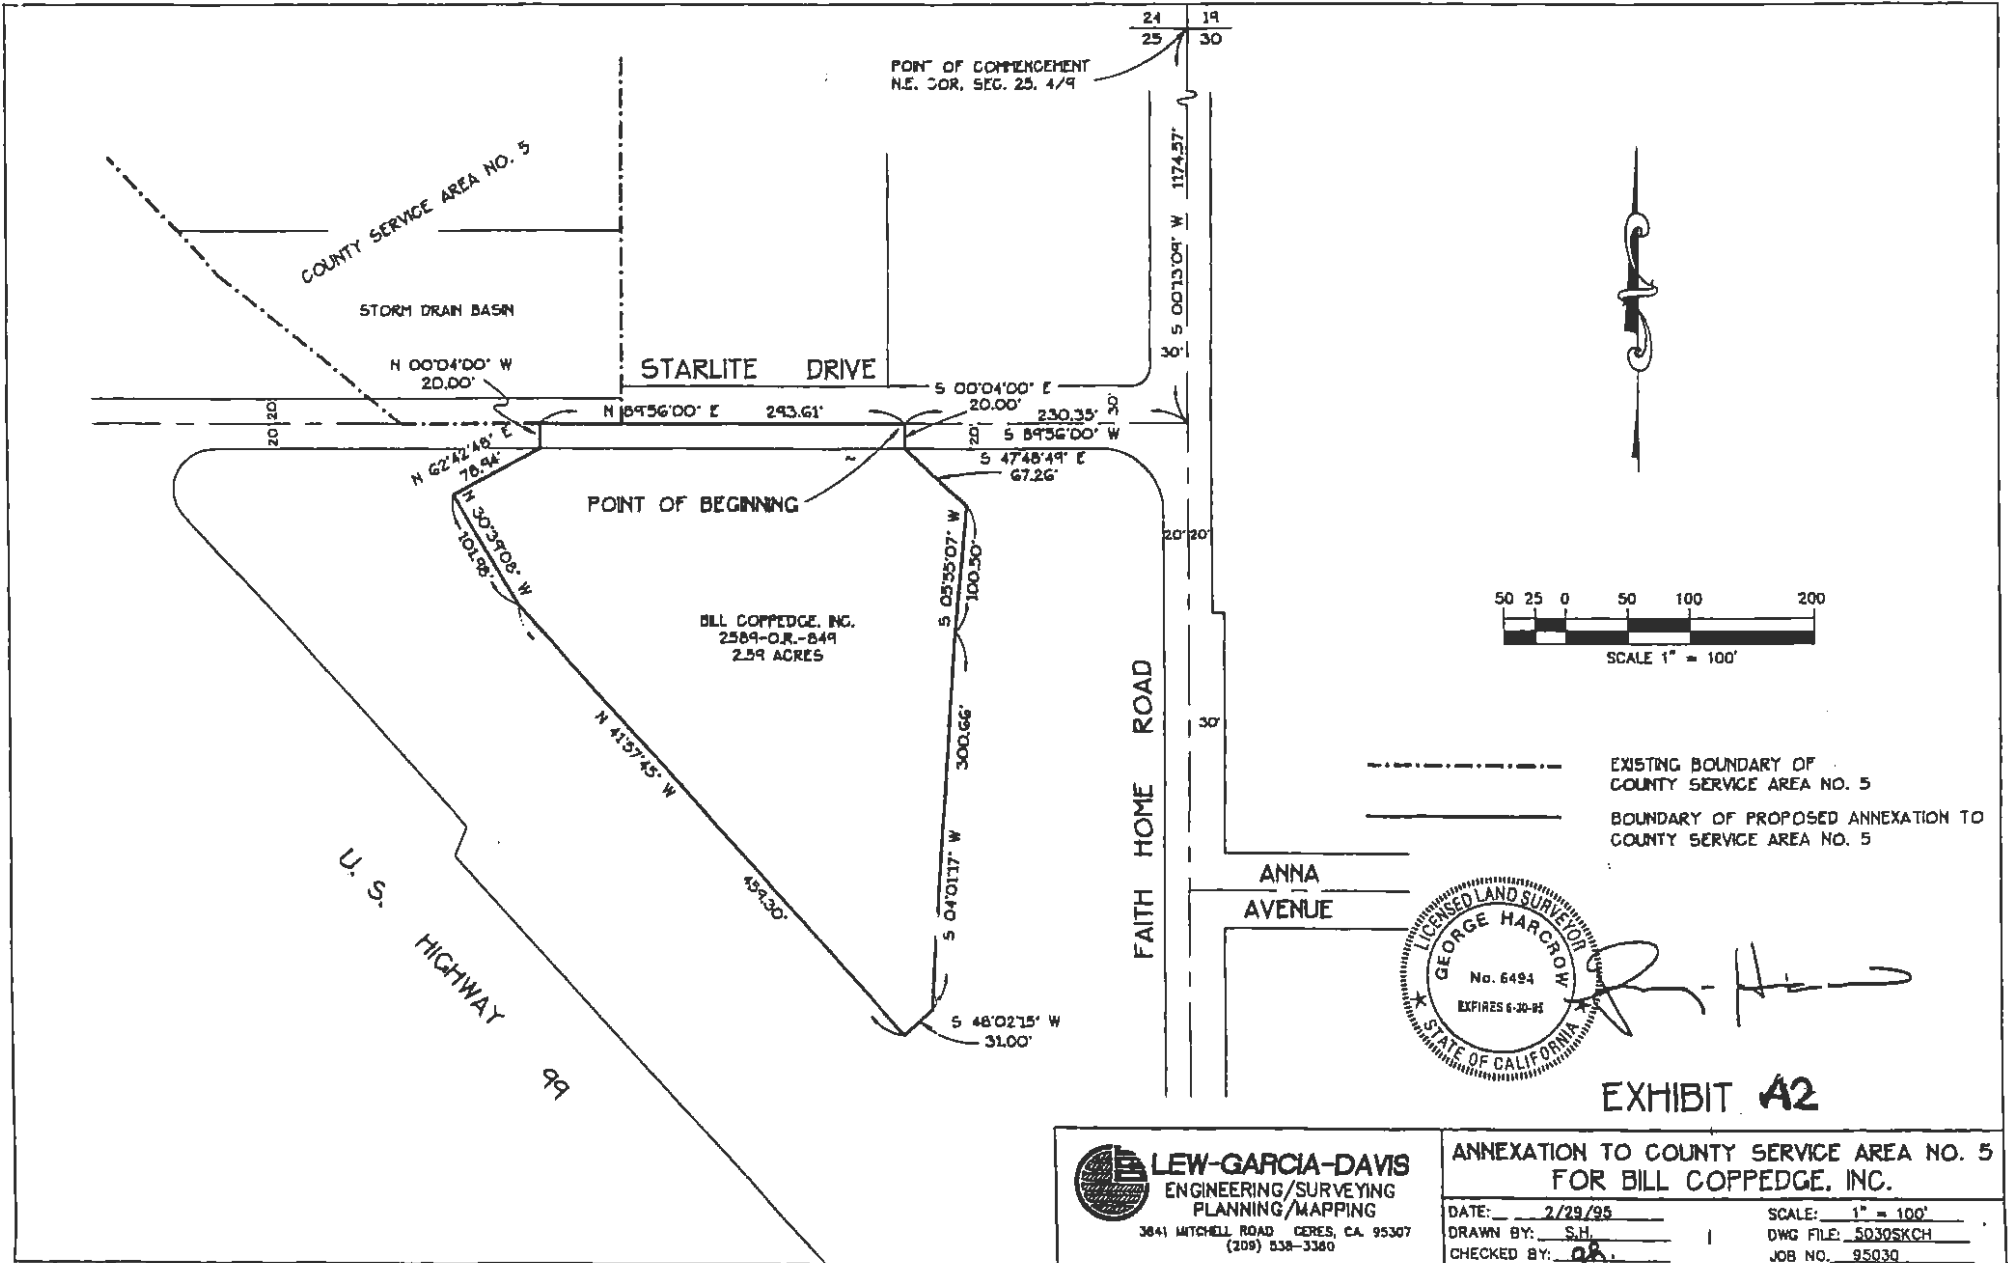 24 19
25 30
POINT OF COMMENCEMENT
N.E. COR, SEC. 25, 4/9
S 00°13'09" W 1174.57'
30'
COUNTY SERVICE AREA NO. 5
STORM DRAIN BASIN
N 00°04'00" W
20.00'
STARLITE DRIVE
S 00°04'00" E
20.00'
N 89°56'00" E 293.61'
230.35'
30'
S 89°56'00" W
20' 20'
20'
N 62°42'48" E
78.94'
S 47°48'49" E
67.26'
POINT OF BEGINNING
N 30°39'08" W
101.98'
S 05°55'07" W
100.50'
20' 20'
BILL COPPEDGE, INC.
2589-O.R.-849
2.59 ACRES
N 41°57'45" W
459.30'
300.66'
S 04°01'17" W
S 48°02'15" W
31.00'
FAITH HOME ROAD
30'
ANNA
AVENUE
U. S. HIGHWAY 99
50 25 0 50 100 200
SCALE 1" = 100'
EXISTING BOUNDARY OF
COUNTY SERVICE AREA NO. 5
BOUNDARY OF PROPOSED ANNEXATION TO
COUNTY SERVICE AREA NO. 5
LICENSED LAND SURVEYOR
GEORGE HARCROW
No. 6494
EXPIRES 6-30-95
STATE OF CALIFORNIA
EXHIBIT A2
LEW-GARCIA-DAVIS
ENGINEERING/SURVEYING
PLANNING/MAPPING
3841 MITCHELL ROAD CERES, CA. 95307
(209) 538-3380
ANNEXATION TO COUNTY SERVICE AREA NO. 5
FOR BILL COPPEDGE, INC.
DATE: 2/29/95
DRAWN BY: S.H.
CHECKED BY:
SCALE: 1" = 100'
DWG FILE: 5030SKCH
JOB NO. 95030